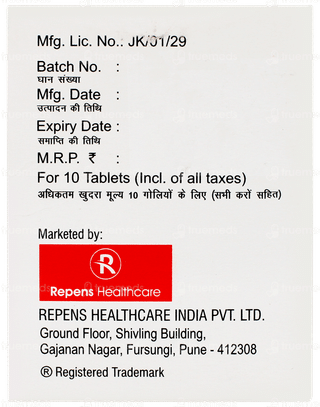 Mfg. Lic. No.: JK/01/29
Batch No. :
घान संख्या
Mfg. Date :
उत्पादन की तिथि
Expiry Date :
समाप्ति की तिथि
M.R.P. ₹ :
For 10 Tablets (Incl. of all taxes)
अधिकतम खुदरा मूल्य 10 गोलियों के लिए (सभी करों सहित)
Marketed by:
R
Repens Healthcare
REPENS HEALTHCARE INDIA PVT. LTD.
Ground Floor, Shivling Building,
Gajanan Nagar, Fursungi, Pune - 412308
® Registered Trademark